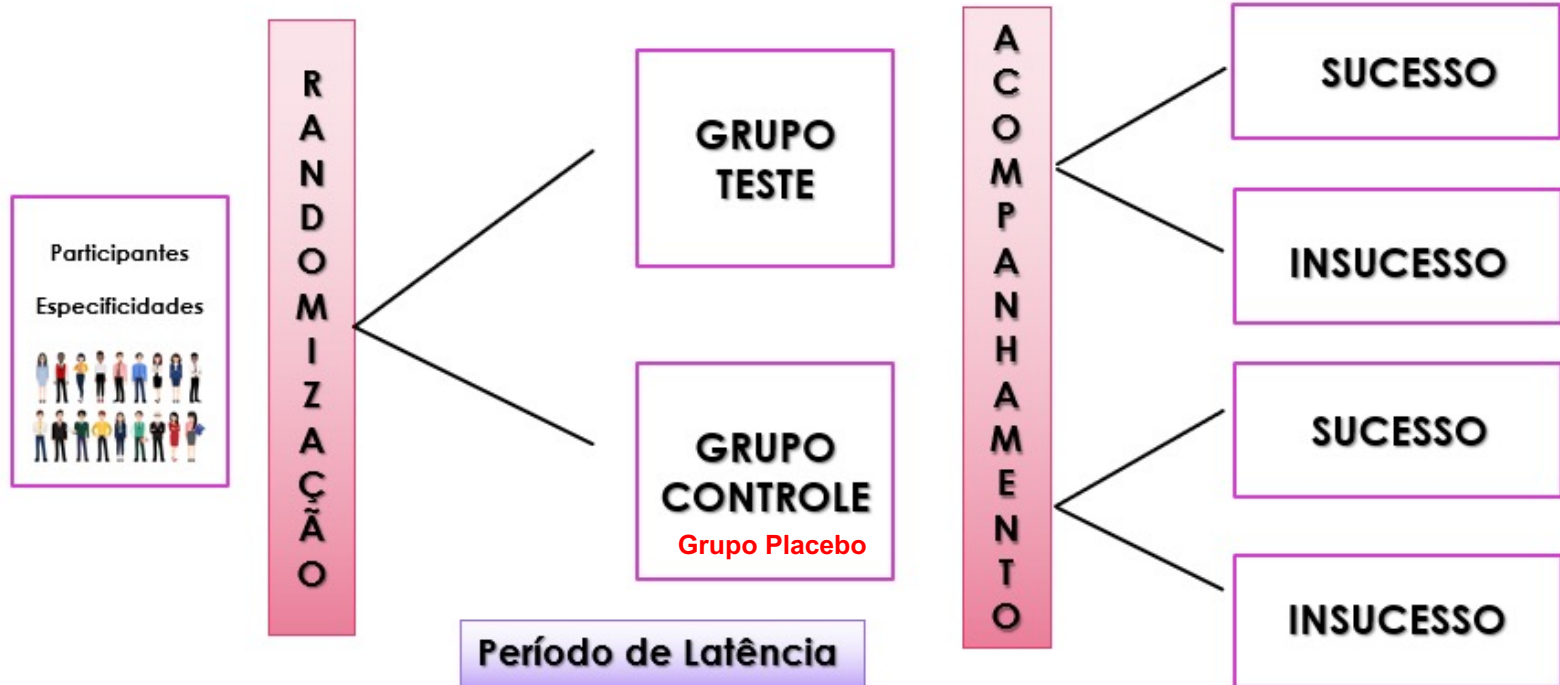 Participantes
Especificidades
RANDOMIZAÇÃO
GRUPO
TESTE
GRUPO
CONTROLE
Grupo Placebo
Período de Latência
ACOMPANHAMENTO
SUCESSO
INSUCESSO
SUCESSO
INSUCESSO